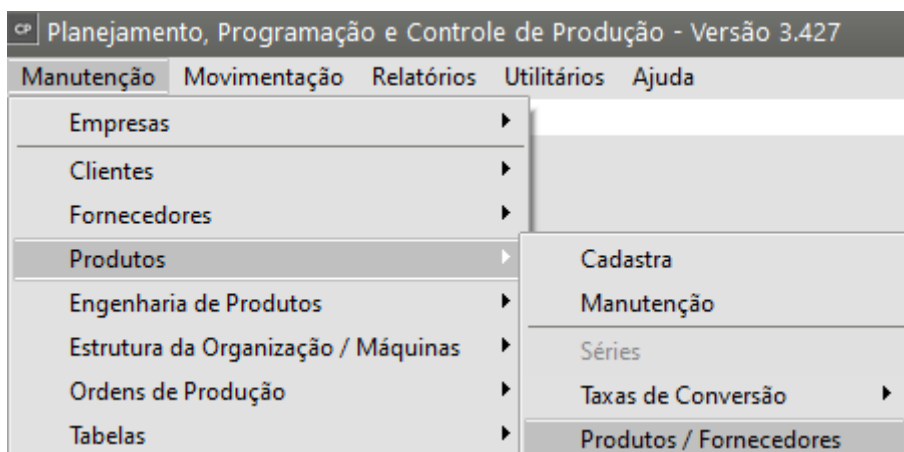 CP Planejamento, Programação e Controle de Produção - Versão 3.427
Manutenção Movimentação Relatórios Utilitários Ajuda
Empresas
Clientes
Fornecedores
Produtos
Engenharia de Produtos
Estrutura da Organização / Máquinas
Ordens de Produção
Tabelas
Cadastra
Manutenção
Séries
Taxas de Conversão
Produtos / Fornecedores